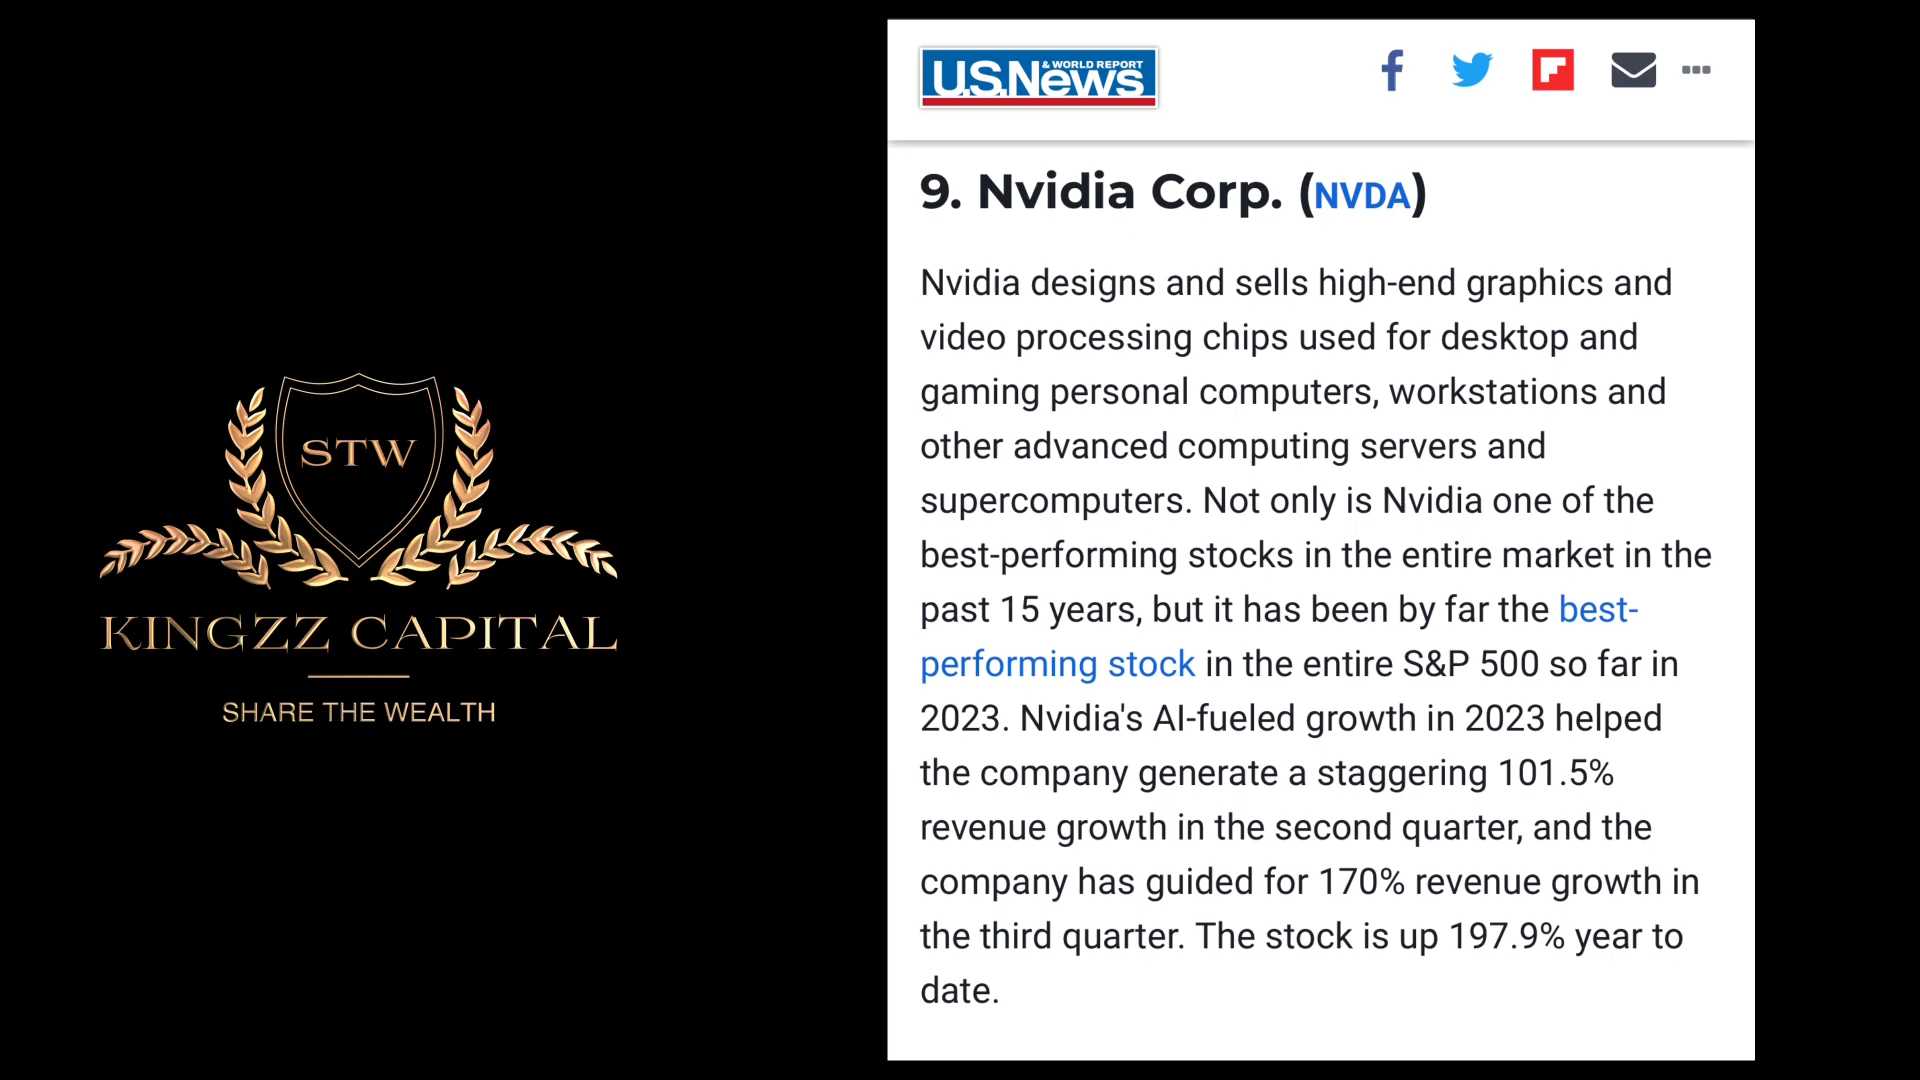 STW
KINGZZ CAPITAL
SHARE THE WEALTH
U.S.News & WORLD REPORT
9. Nvidia Corp. (NVDA)
Nvidia designs and sells high-end graphics and
video processing chips used for desktop and
gaming personal computers, workstations and
other advanced computing servers and
supercomputers. Not only is Nvidia one of the
best-performing stocks in the entire market in the
past 15 years, but it has been by far the best-
performing stock in the entire S&P 500 so far in
2023. Nvidia's AI-fueled growth in 2023 helped
the company generate a staggering 101.5%
revenue growth in the second quarter, and the
company has guided for 170% revenue growth in
the third quarter. The stock is up 197.9% year to
date.